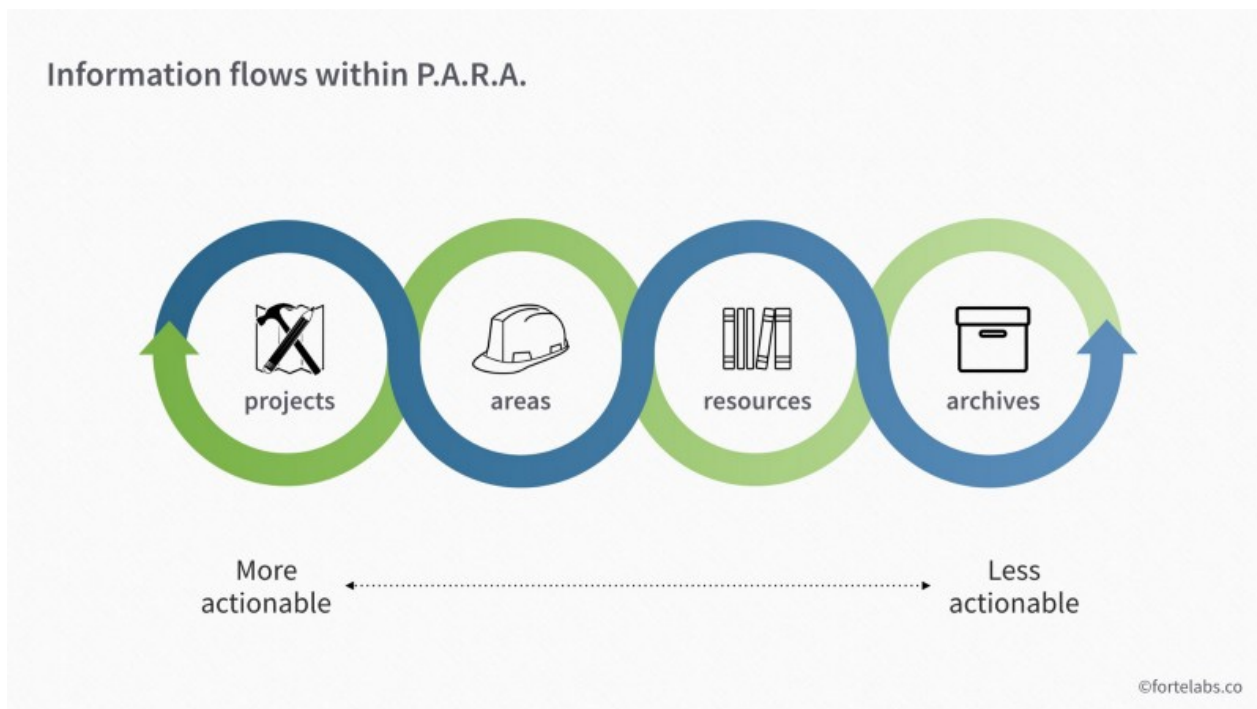 Information flows within P.A.R.A.
projects
areas
resources
archives
More
actionable
Less
actionable
©fortelabs.co